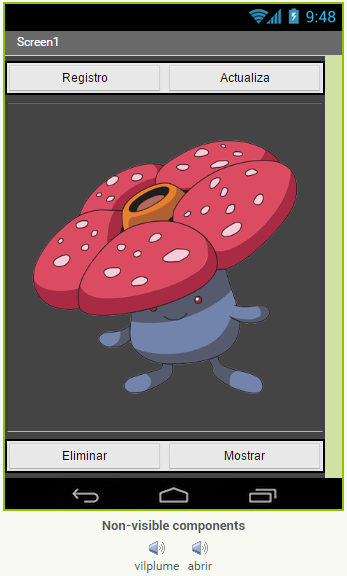 9:48
Screen1
Registro Actualiza
Eliminar Mostrar
Non-visible components
vilplume abrir